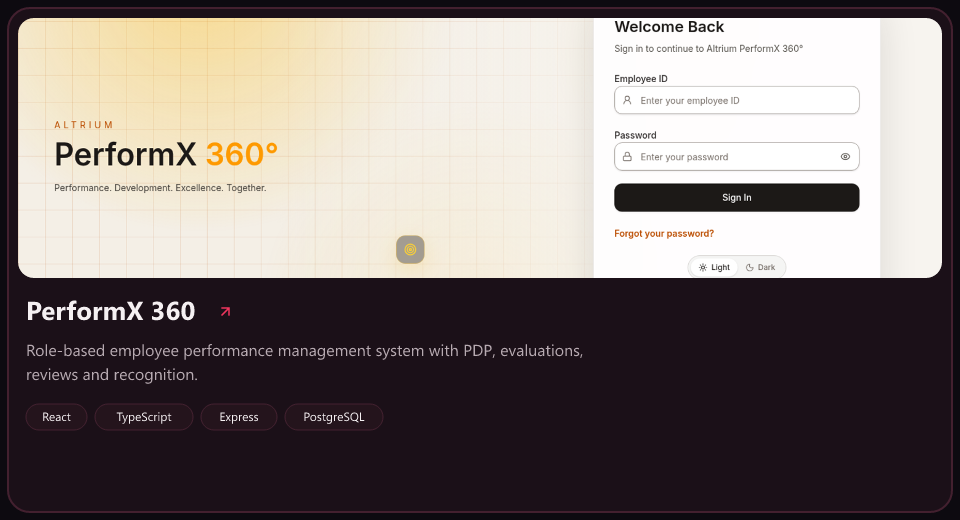 ALTRIUM
PerformX 360°
Performance. Development. Excellence. Together.
Welcome Back
Sign in to continue to Altrium PerformX 360°
Employee ID
Enter your employee ID
Password
Enter your password
Sign In
Forgot your password?
Light Dark
PerformX 360
Role-based employee performance management system with PDP, evaluations,
reviews and recognition.
React TypeScript Express PostgreSQL